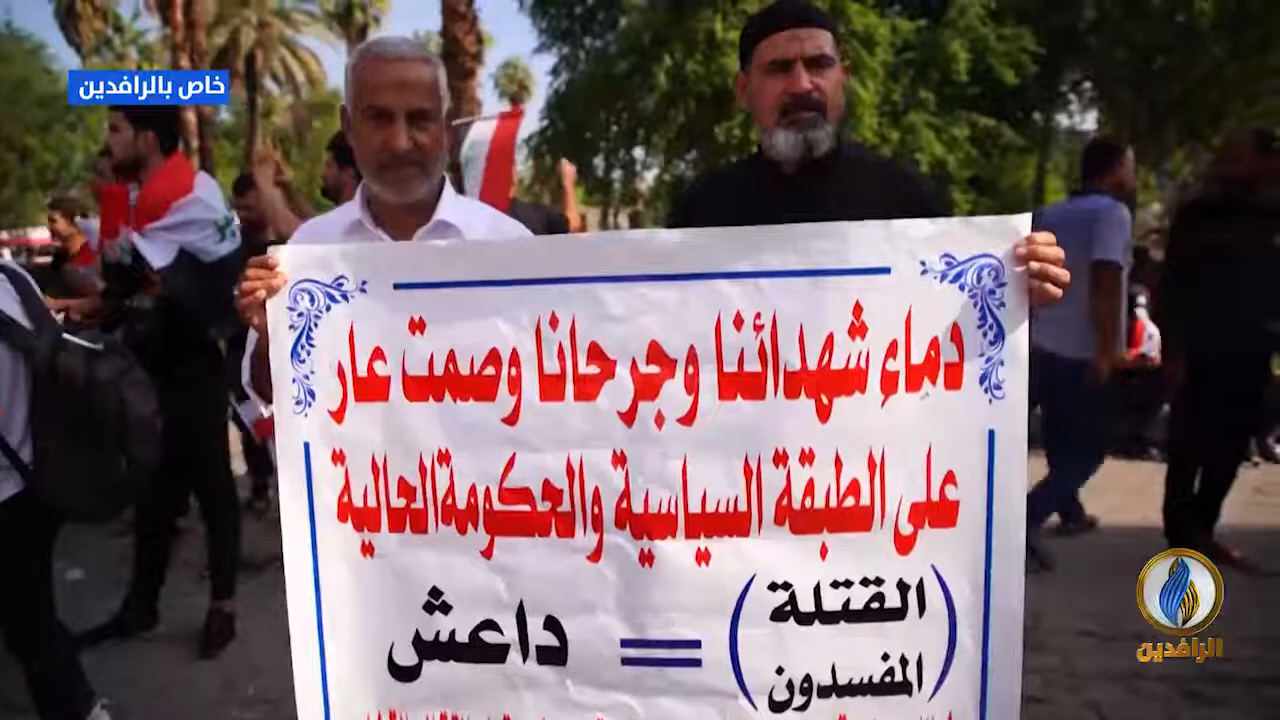 خاص بالرافدين
دماءِ شهدائنا وجرحانا وصمت عار
على الطبقة السياسية والحكومة الحالية
(القتلة
المفسدون) = داعش
الرافدين